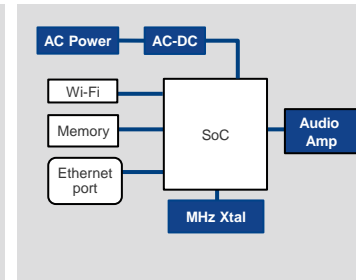 AC Power
AC-DC
Wi-Fi
Memory
Ethernet
port
SoC
Audio
Amp
MHz Xtal